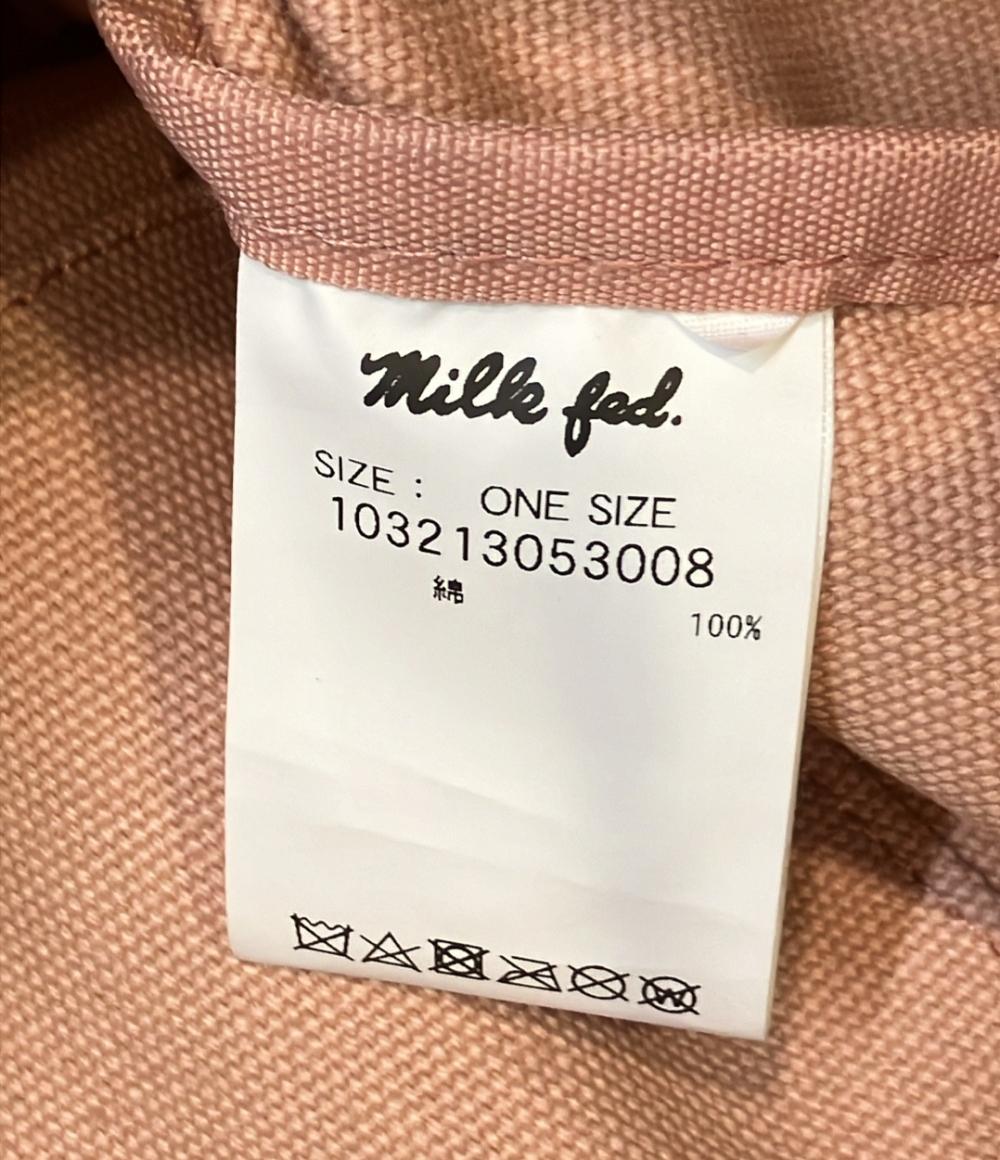 Milk fed.
SIZE : ONE SIZE
103213053008
綿 100%